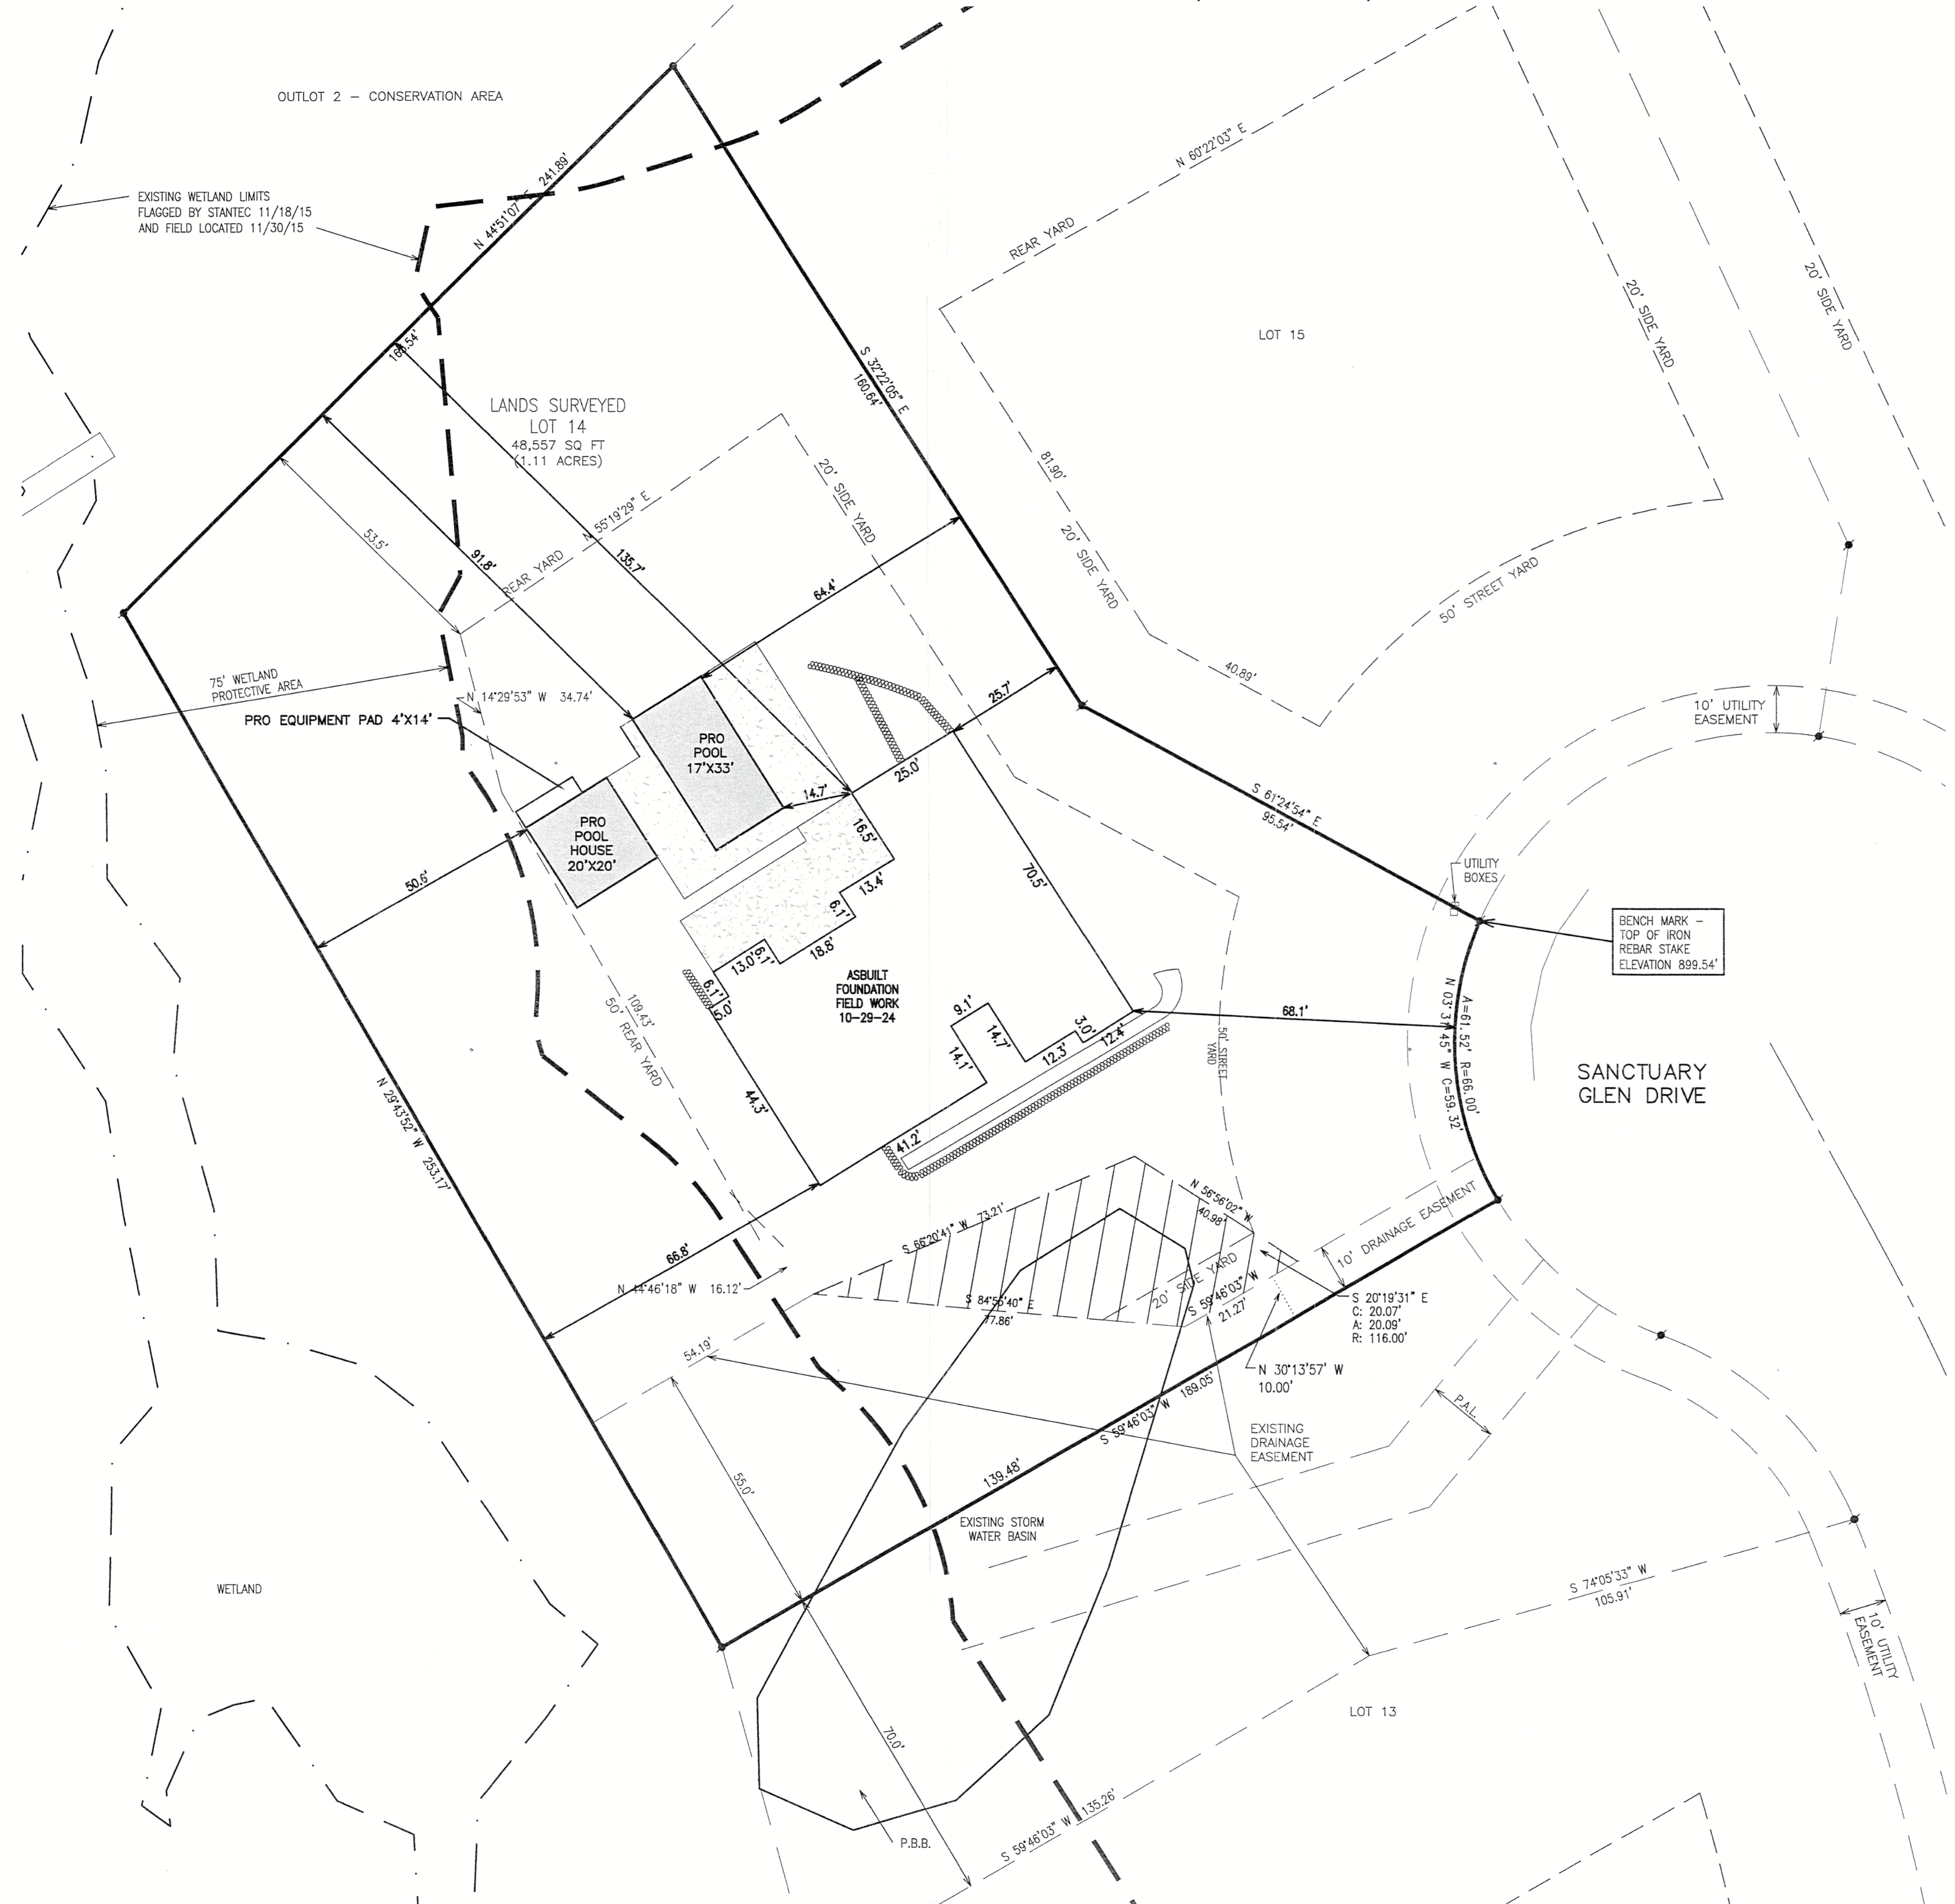 OUTLOT 2 – CONSERVATION AREA
EXISTING WETLAND LIMITS
FLAGGED BY STANTEC 11/18/15
AND FIELD LOCATED 11/30/15
N 44°51'07" E 241.89'
N 60°22'03" E
REAR YARD
LOT 15
20' SIDE YARD
20' SIDE YARD
S 32°22'05" E
160.64'
LANDS SURVEYED
LOT 14
48,557 SQ FT
(1.11 ACRES)
N 55°19'29" E
REAR YARD
20' SIDE YARD
81.90'
20' SIDE YARD
50' STREET YARD
40.89'
53.5'
91.8'
135.7'
64.4'
75' WETLAND
PROTECTIVE AREA
N 14°29'53" W 34.74'
PRO EQUIPMENT PAD 4'X14'
PRO
POOL
17'X33'
25.7'
25.0'
14.7'
16.5'
10' UTILITY
EASEMENT
S 61°24'54" E
95.54'
PRO
POOL
HOUSE
20'X20'
50.6'
13.4'
6.1'
18.8'
6.1'
13.0'
6.1'
5.0'
70.5'
UTILITY
BOXES
BENCH MARK –
TOP OF IRON
REBAR STAKE
ELEVATION 899.54'
ASBUILT
FOUNDATION
FIELD WORK
10-29-24
9.1'
14.7'
14.1'
12.3'
3.0'
12.4'
68.1'
50' STREET
YARD
A=61.52' R=66.00'
N 03°31'45" W C=59.32'
SANCTUARY
GLEN DRIVE
109.43'
50' REAR YARD
44.3'
41.2'
N 29°43'52" W 253.17'
66.8'
N 44°46'18" W 16.12'
S 66°20'41" W 73.21'
N 56°56'02" W
40.98'
10' DRAINAGE EASEMENT
20' SIDE YARD
S 59°46'03" W
21.27'
77.86'
S 20°19'31" E
C: 20.07'
A: 20.09'
R: 116.00'
N 30°13'57' W
10.00'
54.19'
55.0'
S 59°46'03" W 189.05'
139.48'
EXISTING
DRAINAGE
EASEMENT
P.A.L.
EXISTING STORM
WATER BASIN
WETLAND
S 74°05'33" W
105.91'
10' UTILITY
EASEMENT
LOT 13
70.0'
P.B.B.
S 59°46'03" W 135.26'